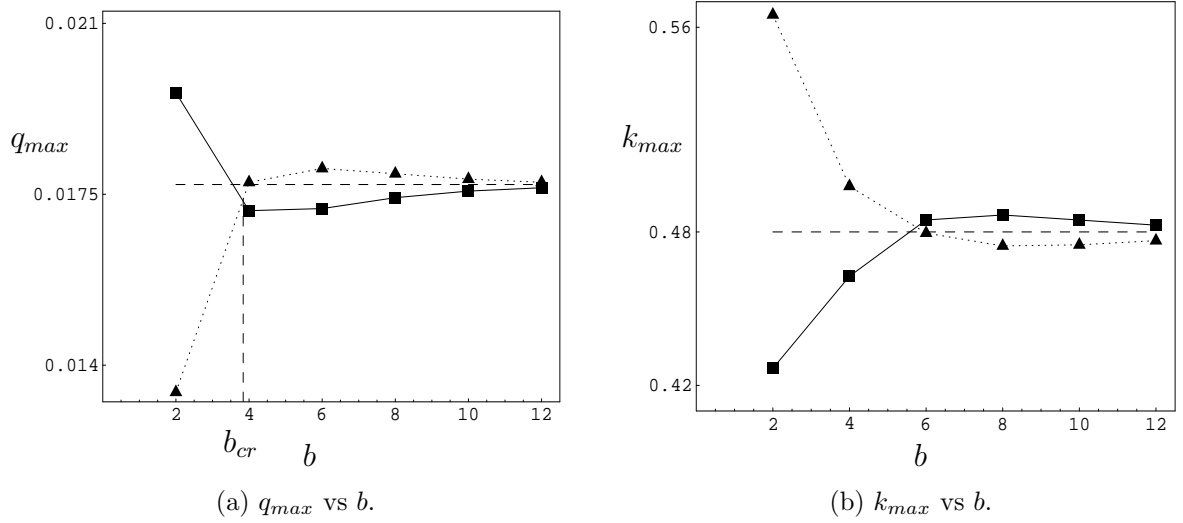 0.021
q_max
0.0175
0.014
2 4 6 8 10 12
b_cr b
(a) q_max vs b.
0.56
k_max
0.48
0.42
2 4 6 8 10 12
b
(b) k_max vs b.